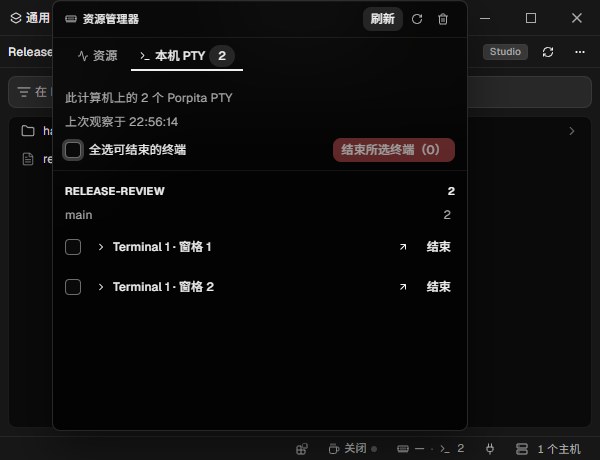 通用
资源管理器
刷新
Release
资源
本机 PTY 2
Studio
在
此计算机上的 2 个 Porpita PTY
上次观察于 22:56:14
全选可结束的终端
结束所选终端（0）
RELEASE-REVIEW 2
main 2
Terminal 1 · 窗格 1 结束
Terminal 1 · 窗格 2 结束
关闭
— · 2
1 个主机